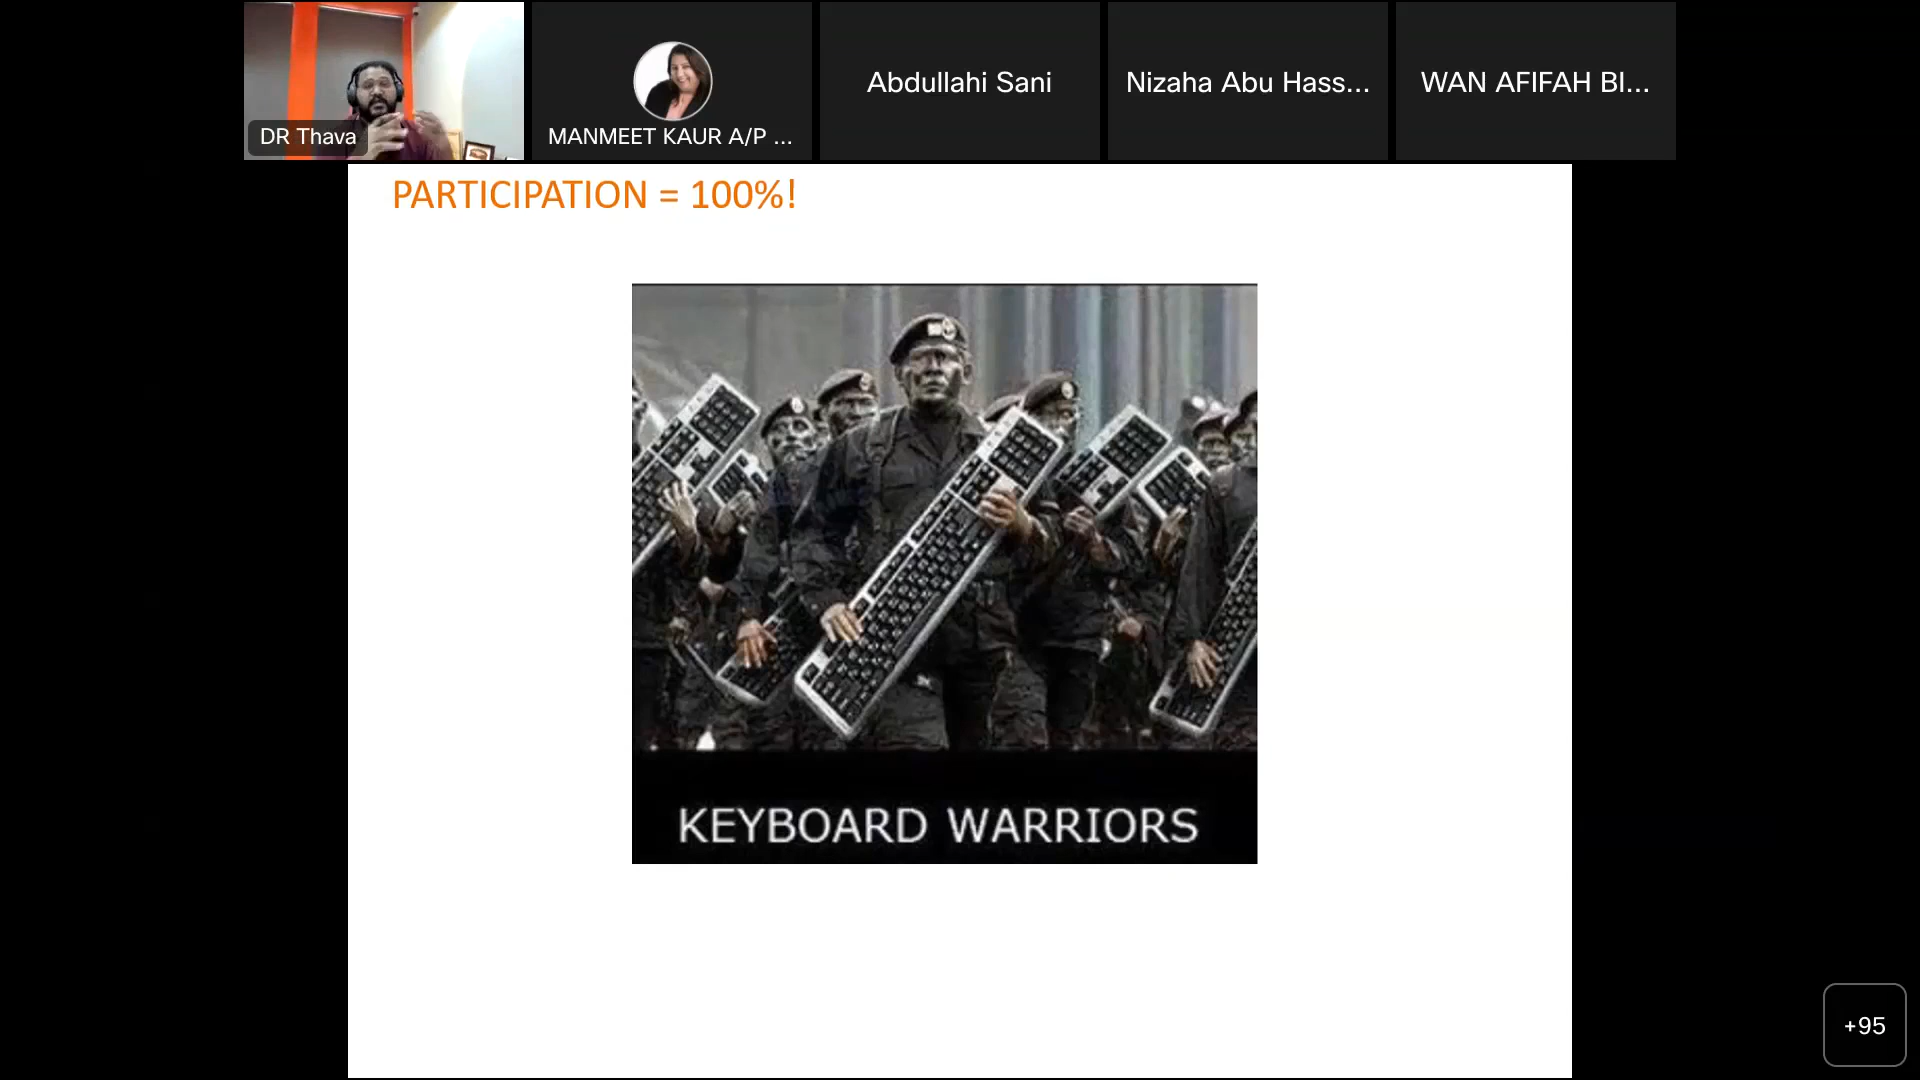 DR Thava
MANMEET KAUR A/P ...
Abdullahi Sani
Nizaha Abu Hass...
WAN AFIFAH BI...
PARTICIPATION = 100%!
KEYBOARD WARRIORS
+95